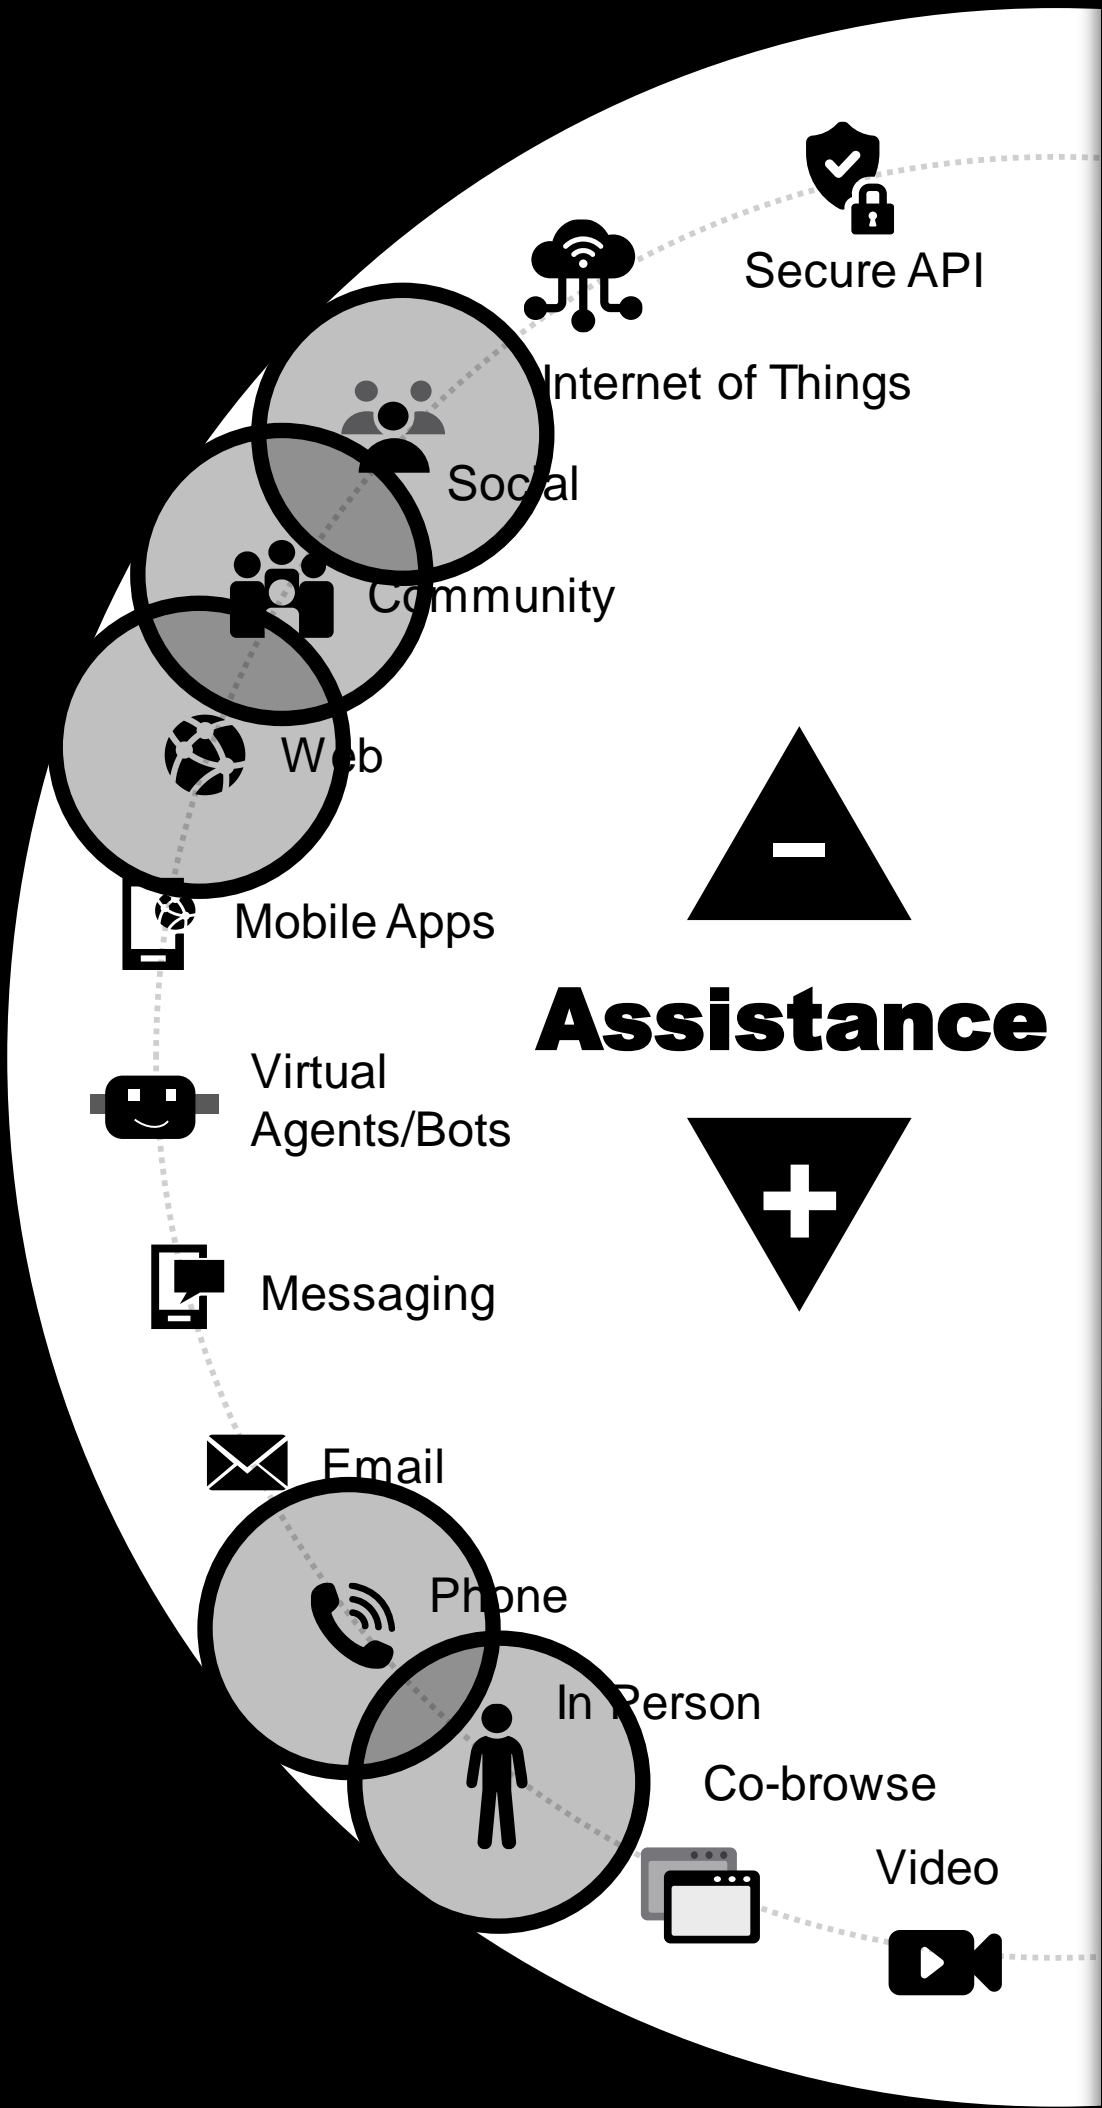 Secure API
Internet of Things
Social
Community
Web
Mobile Apps
Assistance
Virtual
Agents/Bots
Messaging
Email
Phone
In Person
Co-browse
Video